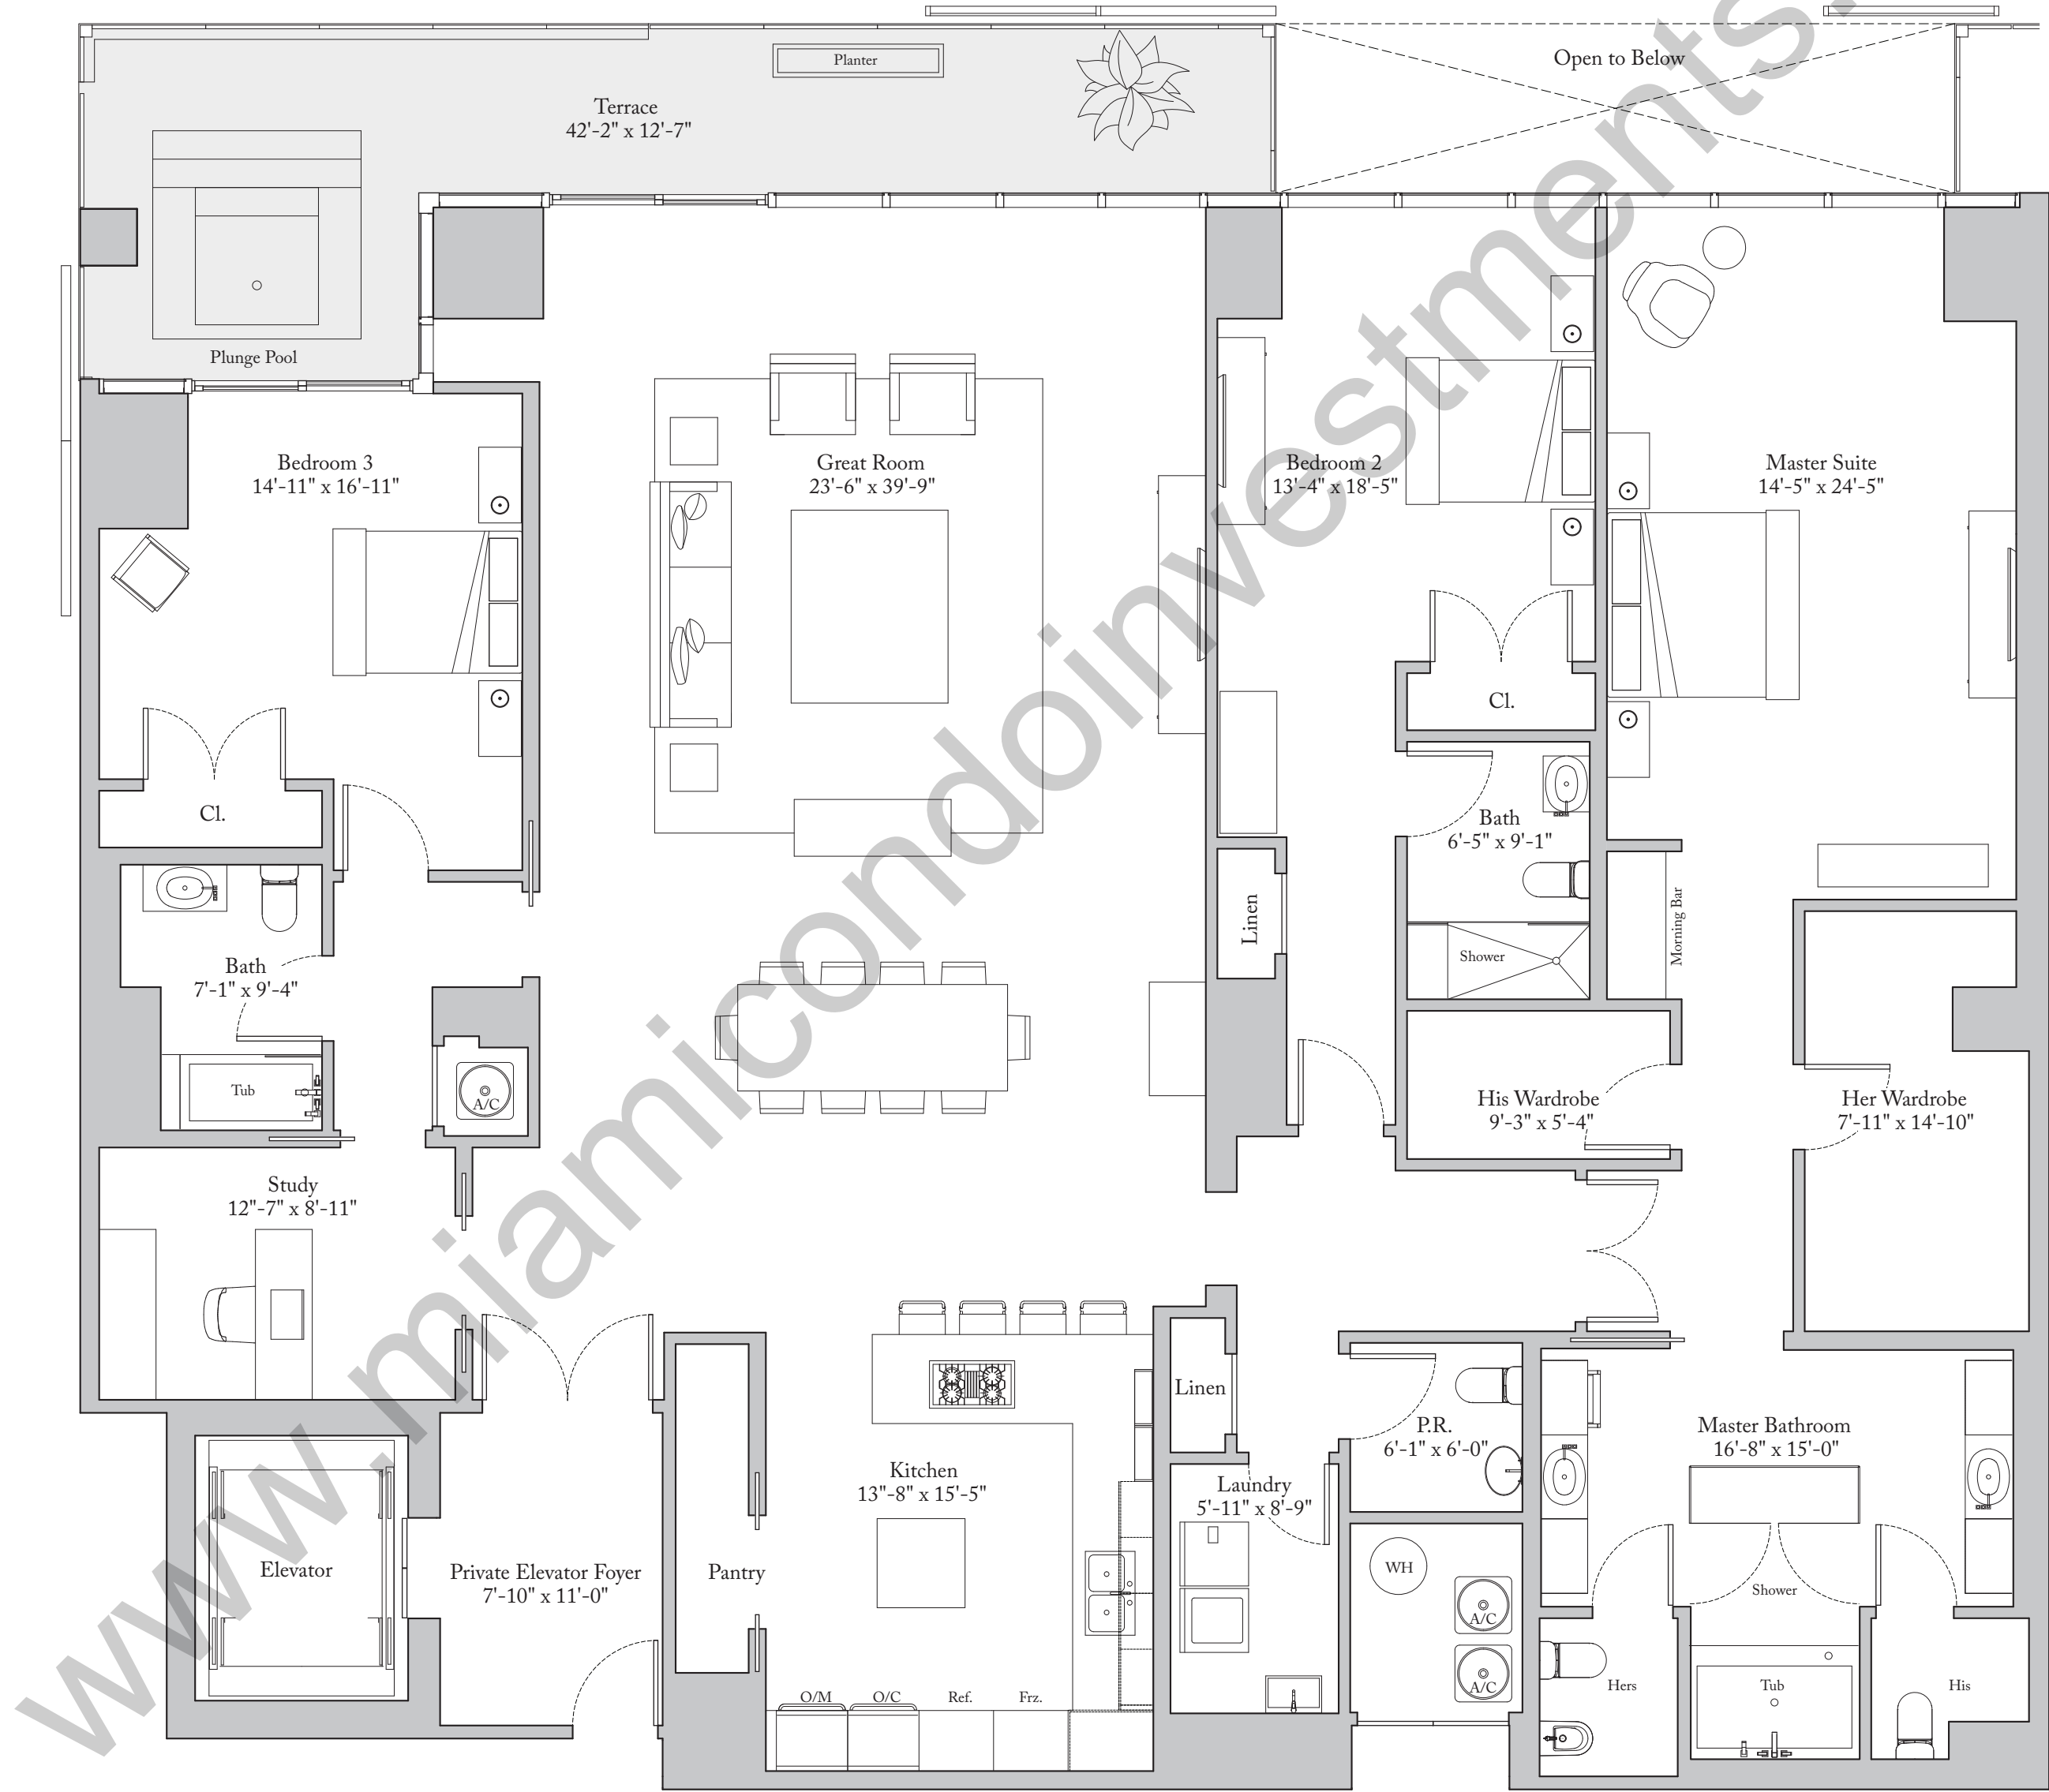 Open to Below
Planter
Terrace
42'-2" x 12'-7"
Plunge Pool
Bedroom 3
14'-11" x 16'-11"
Great Room
23'-6" x 39'-9"
Bedroom 2
13'-4" x 18'-5"
Master Suite
14'-5" x 24'-5"
Cl.
Cl.
Bath
6'-5" x 9'-1"
Linen
Morning Bar
Shower
Bath
7'-1" x 9'-4"
Tub
A/C
His Wardrobe
9'-3" x 5'-4"
Her Wardrobe
7'-11" x 14'-10"
Study
12"-7" x 8'-11"
Linen
P.R.
6'-1" x 6'-0"
Master Bathroom
16'-8" x 15'-0"
Kitchen
13"-8" x 15'-5"
Laundry
5'-11" x 8'-9"
Elevator
Private Elevator Foyer
7'-10" x 11'-0"
Pantry
WH
A/C
A/C
Shower
Hers
Tub
His
O/M
O/C
Ref.
Frz.
www.miamicondoinvestments.